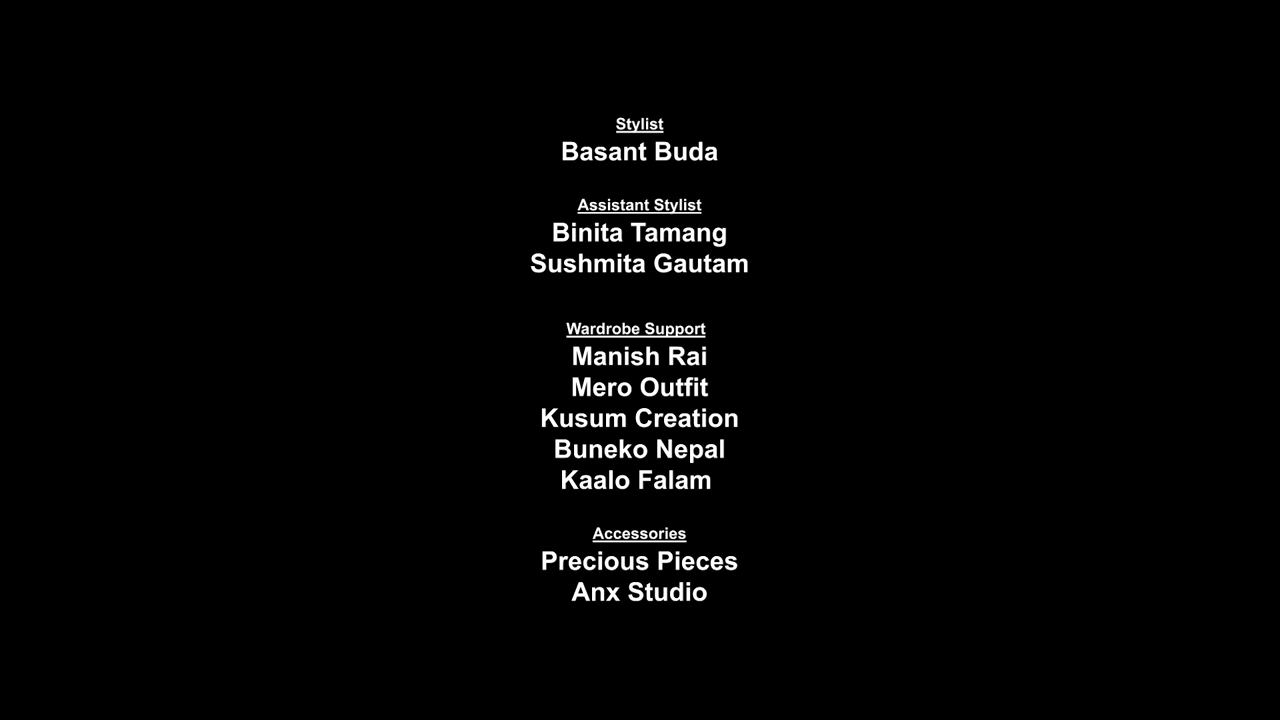 Stylist
Basant Buda
Assistant Stylist
Binita Tamang
Sushmita Gautam
Wardrobe Support
Manish Rai
Mero Outfit
Kusum Creation
Buneko Nepal
Kaalo Falam
Accessories
Precious Pieces
Anx Studio